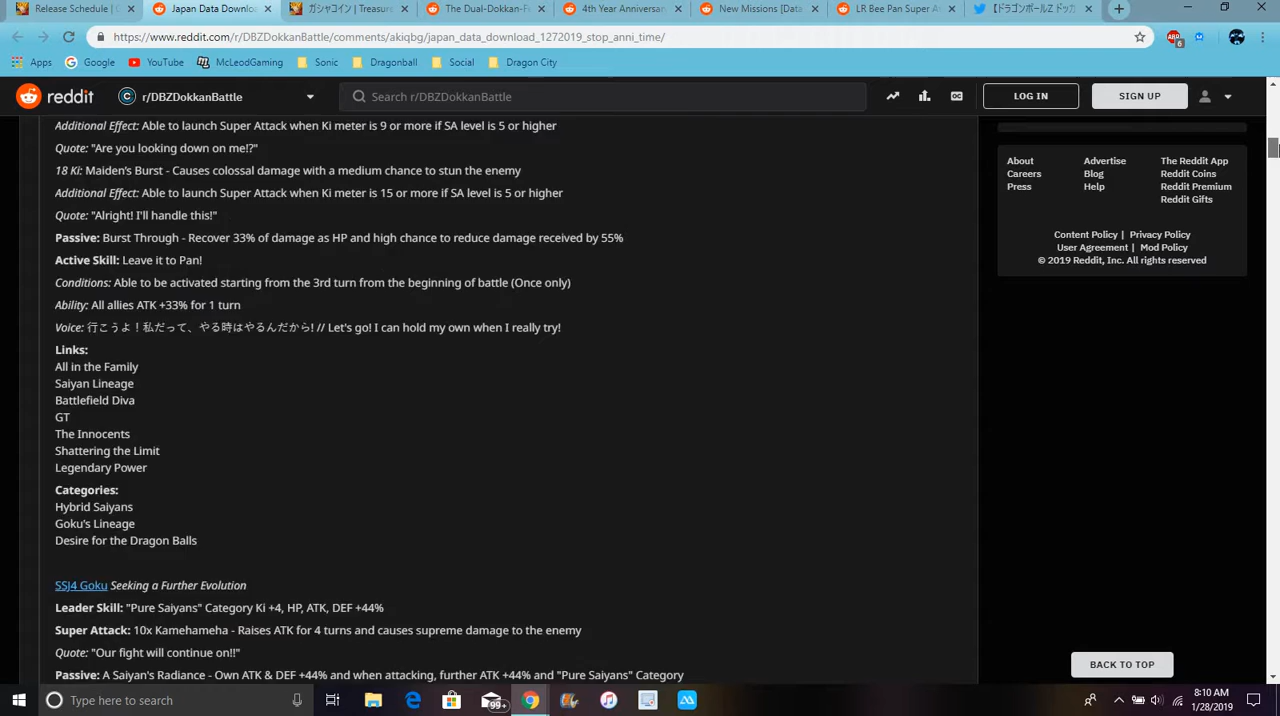 Release Schedule | G
Japan Data Downlo
ガシャコイン | Treasure
The Dual-Dokkan-F
4th Year Anniversar
New Missions [Data
LR Bee Pan Super At
【ドラゴンボールZ ドッカ
https://www.reddit.com/r/DBZDokkanBattle/comments/akiqbg/japan_data_download_1272019_stop_anni_time/
Apps Google YouTube McLeodGaming Sonic Dragonball Social Dragon City
reddit r/DBZDokkanBattle Search r/DBZDokkanBattle LOG IN SIGN UP
Additional Effect: Able to launch Super Attack when Ki meter is 9 or more if SA level is 5 or higher
Quote: "Are you looking down on me!?"
18 Ki: Maiden's Burst - Causes colossal damage with a medium chance to stun the enemy
Additional Effect: Able to launch Super Attack when Ki meter is 15 or more if SA level is 5 or higher
Quote: "Alright! I'll handle this!"
Passive: Burst Through - Recover 33% of damage as HP and high chance to reduce damage received by 55%
Active Skill: Leave it to Pan!
Conditions: Able to be activated starting from the 3rd turn from the beginning of battle (Once only)
Ability: All allies ATK +33% for 1 turn
Voice: 行こうよ！私だって、やる時はやるんだから! // Let's go! I can hold my own when I really try!
Links:
All in the Family
Saiyan Lineage
Battlefield Diva
GT
The Innocents
Shattering the Limit
Legendary Power
Categories:
Hybrid Saiyans
Goku's Lineage
Desire for the Dragon Balls
SSJ4 Goku Seeking a Further Evolution
Leader Skill: "Pure Saiyans" Category Ki +4, HP, ATK, DEF +44%
Super Attack: 10x Kamehameha - Raises ATK for 4 turns and causes supreme damage to the enemy
Quote: "Our fight will continue on!!"
Passive: A Saiyan's Radiance - Own ATK & DEF +44% and when attacking, further ATK +44% and "Pure Saiyans" Category
About Advertise The Reddit App
Careers Blog Reddit Coins
Press Help Reddit Premium
Reddit Gifts
Content Policy | Privacy Policy
User Agreement | Mod Policy
© 2019 Reddit, Inc. All rights reserved
BACK TO TOP
Type here to search
99+
8:10 AM
1/28/2019